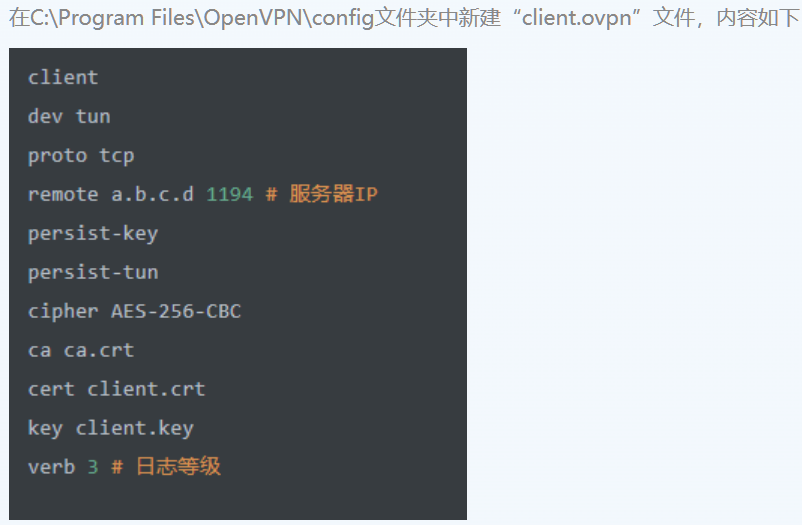 在C:\Program Files\OpenVPN\config文件夹中新建“client.ovpn”文件，内容如下
client
dev tun
proto tcp
remote a.b.c.d 1194 # 服务器IP
persist-key
persist-tun
cipher AES-256-CBC
ca ca.crt
cert client.crt
key client.key
verb 3 # 日志等级